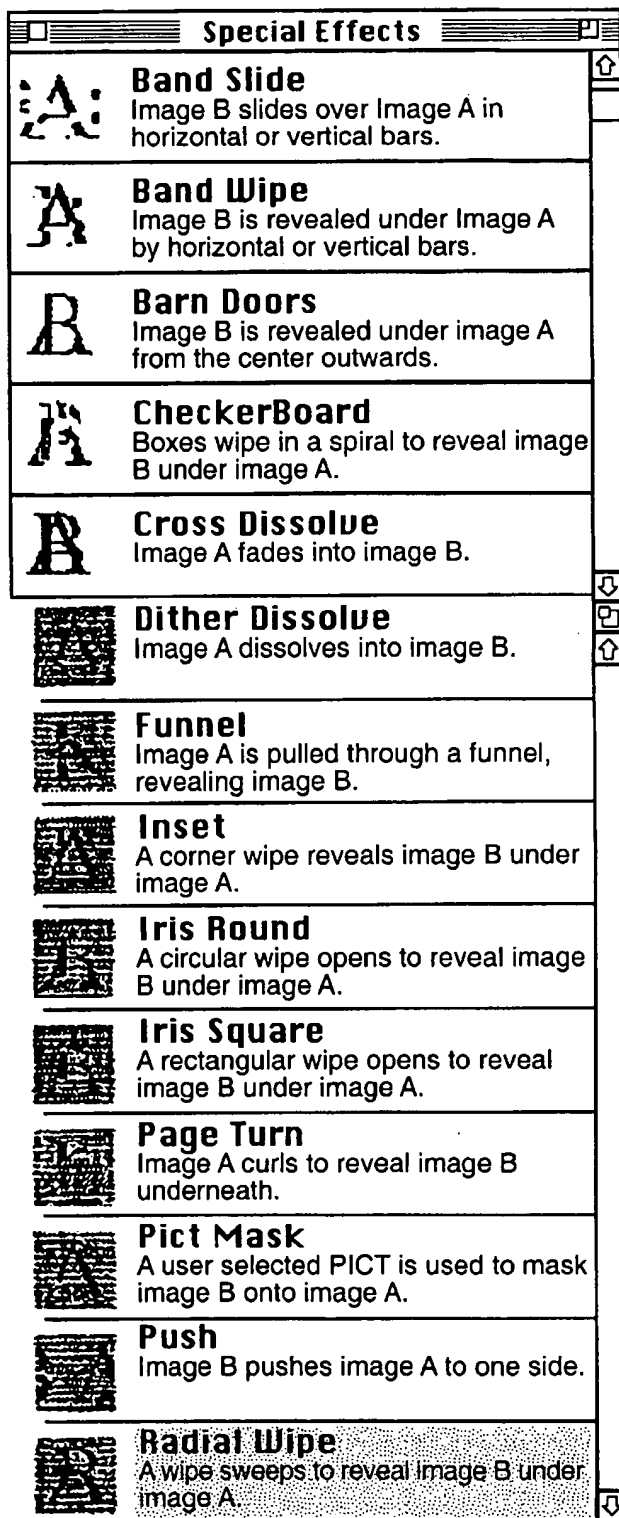 Special Effects
Band Slide
Image B slides over Image A in
horizontal or vertical bars.
Band Wipe
Image B is revealed under Image A
by horizontal or vertical bars.
Barn Doors
Image B is revealed under image A
from the center outwards.
CheckerBoard
Boxes wipe in a spiral to reveal image
B under image A.
Cross Dissolve
Image A fades into image B.
Dither Dissolve
Image A dissolves into image B.
Funnel
Image A is pulled through a funnel,
revealing image B.
Inset
A corner wipe reveals image B under
image A.
Iris Round
A circular wipe opens to reveal image
B under image A.
Iris Square
A rectangular wipe opens to reveal
image B under image A.
Page Turn
Image A curls to reveal image B
underneath.
Pict Mask
A user selected PICT is used to mask
image B onto image A.
Push
Image B pushes image A to one side.
Radial Wipe
A wipe sweeps to reveal image B under
image A.